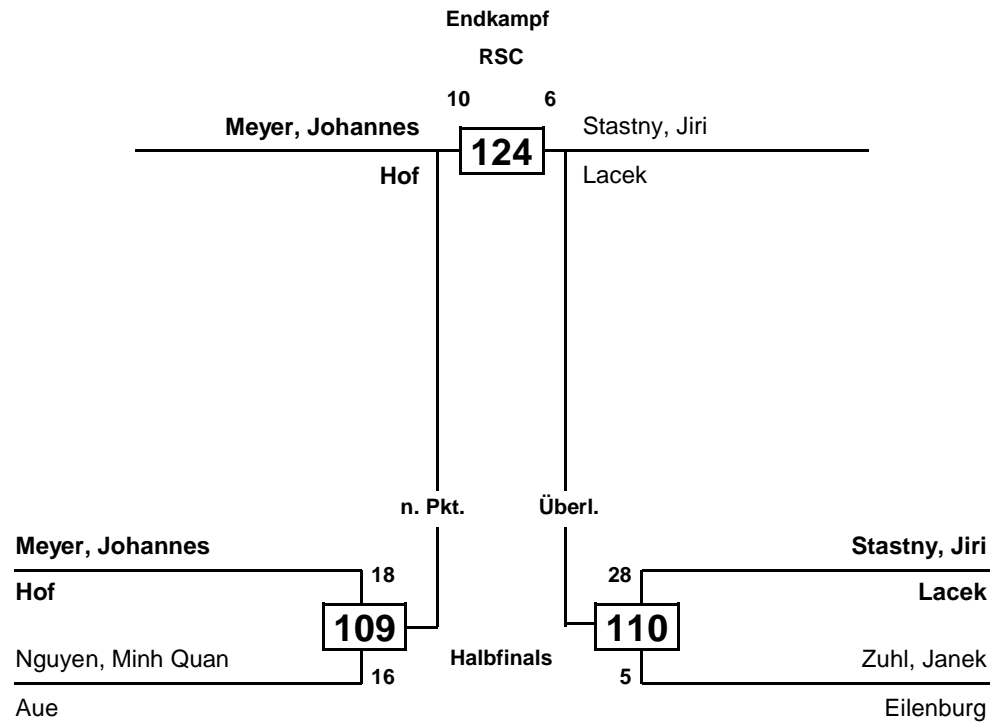 Endkampf
RSC
10 6
Meyer, Johannes 124 Stastny, Jiri
Hof Lacek
n. Pkt. Überl.
Meyer, Johannes Stastny, Jiri
18 28
Hof Lacek
109 110
Nguyen, Minh Quan Halbfinals Zuhl, Janek
16 5
Aue Eilenburg